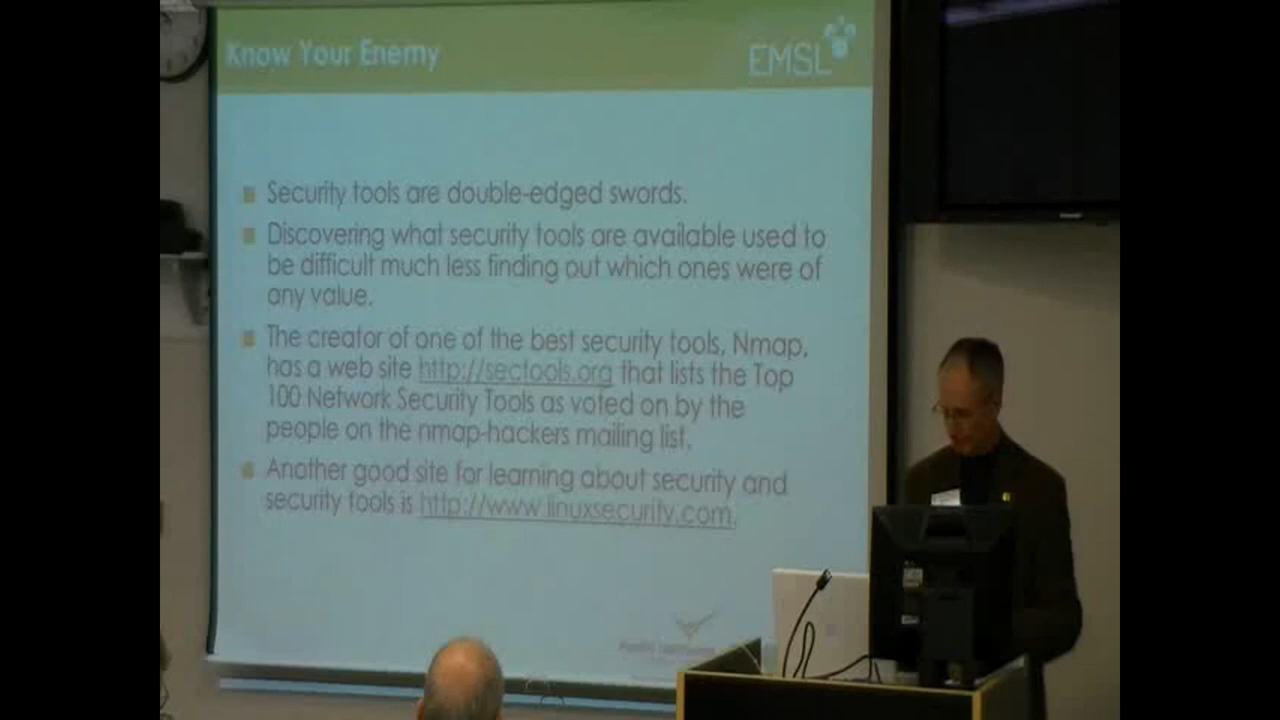 Know Your Enemy
EMSL
Security tools are double-edged swords.
Discovering what security tools are available used to
be difficult much less finding out which ones were of
any value.
The creator of one of the best security tools, Nmap,
has a web site http://sectools.org that lists the Top
100 Network Security Tools as voted on by the
people on the nmap-hackers mailing list.
Another good site for learning about security and
security tools is http://www.linuxsecurity.com.